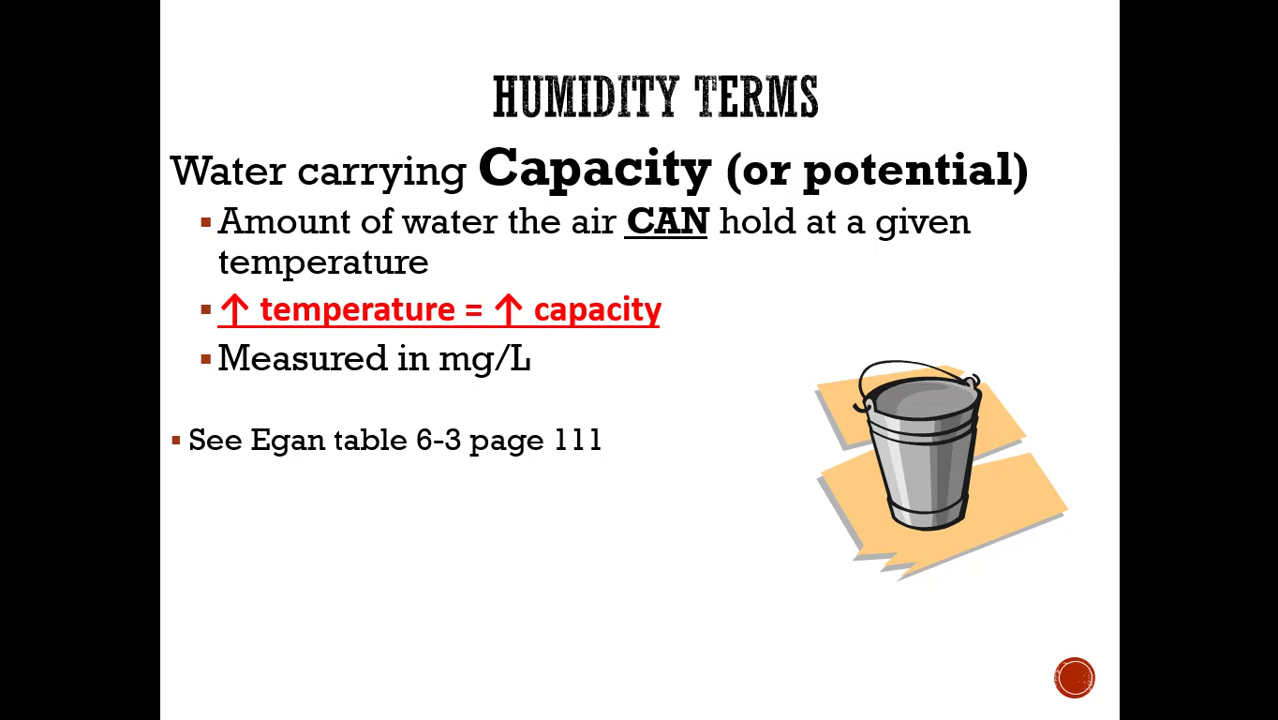 HUMIDITY TERMS
Water carrying Capacity (or potential)
▪ Amount of water the air CAN hold at a given
temperature
▪ ↑ temperature = ↑ capacity
▪ Measured in mg/L
▪ See Egan table 6-3 page 111